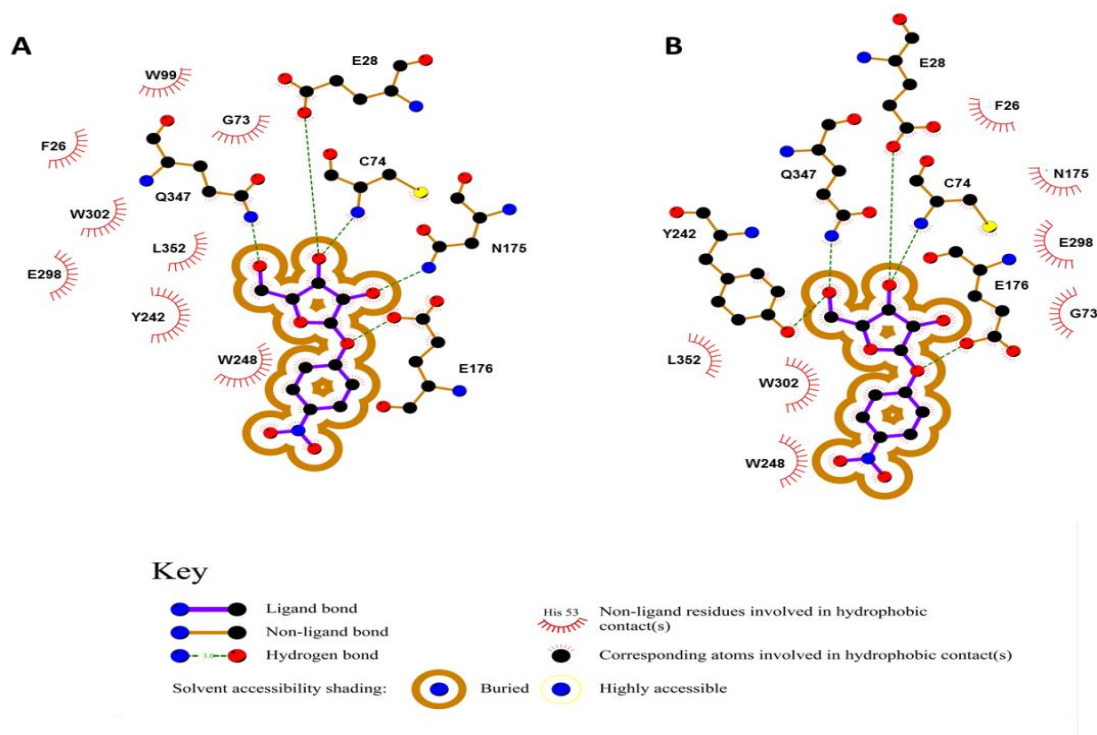 A
W99
E28
G73
F26
C74
Q347
W302
L352
N175
E298
Y242
W248
E176
B
E28
F26
Q347
C74
N175
Y242
E298
E176
G73
L352
W302
W248
Key
Ligand bond
Non-ligand bond
3.0
Hydrogen bond
His 53
Non-ligand residues involved in hydrophobic
contact(s)
Corresponding atoms involved in hydrophobic contact(s)
Solvent accessibility shading:
Buried
Highly accessible